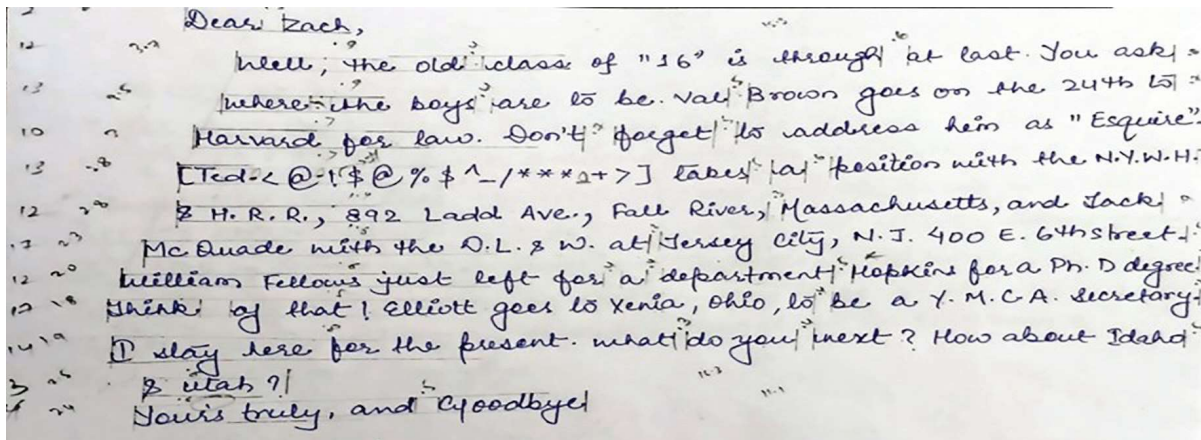 Dear Zach,
Well, the old class of "16" is through at last. You ask
where the boys are to be. Val Brown goes on the 24th to
Harvard for law. Don't forget to address him as "Esquire".
[Ted < @ - ! $ @ % $ ^ _ / * * * 2 + > ] takes a position with the N.Y.W.H.
& H. R. R., 892 Ladd Ave., Fall River, Massachusetts, and Jack
McQuade with the D.L. & W. at Jersey City, N.J. 400 E. 6th street.
William Fellows just left for a department Hopkins for a Ph.D degree.
Think of that! Elliott goes to Xenia, Ohio, to be a Y.M.C.A. Secretary.
I stay here for the present. What do you next? How about Idaho
& utah?
Yours truly, and Goodbye